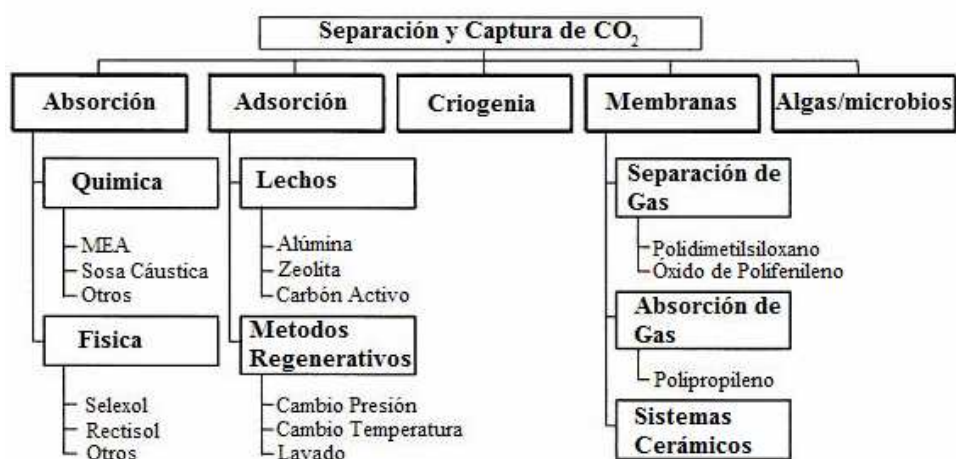 Separación y Captura de CO₂
Absorción
Adsorción
Criogenia
Membranas
Algas/microbios
Quimica
MEA
Sosa Cáustica
Otros
Fisica
Selexol
Rectisol
Otros
Lechos
Alúmina
Zeolita
Carbón Activo
Metodos
Regenerativos
Cambio Presión
Cambio Temperatura
Lavado
Separación de
Gas
Polidimetilsiloxano
Óxido de Polifenileno
Absorción de
Gas
Polipropileno
Sistemas
Cerámicos